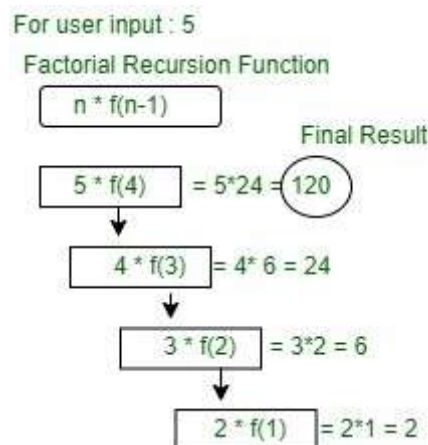 For user input : 5
Factorial Recursion Function
n * f(n-1)
Final Result
5 * f(4) = 5*24 = 120
4 * f(3) = 4* 6 = 24
3 * f(2) = 3*2 = 6
2 * f(1) = 2*1 = 2